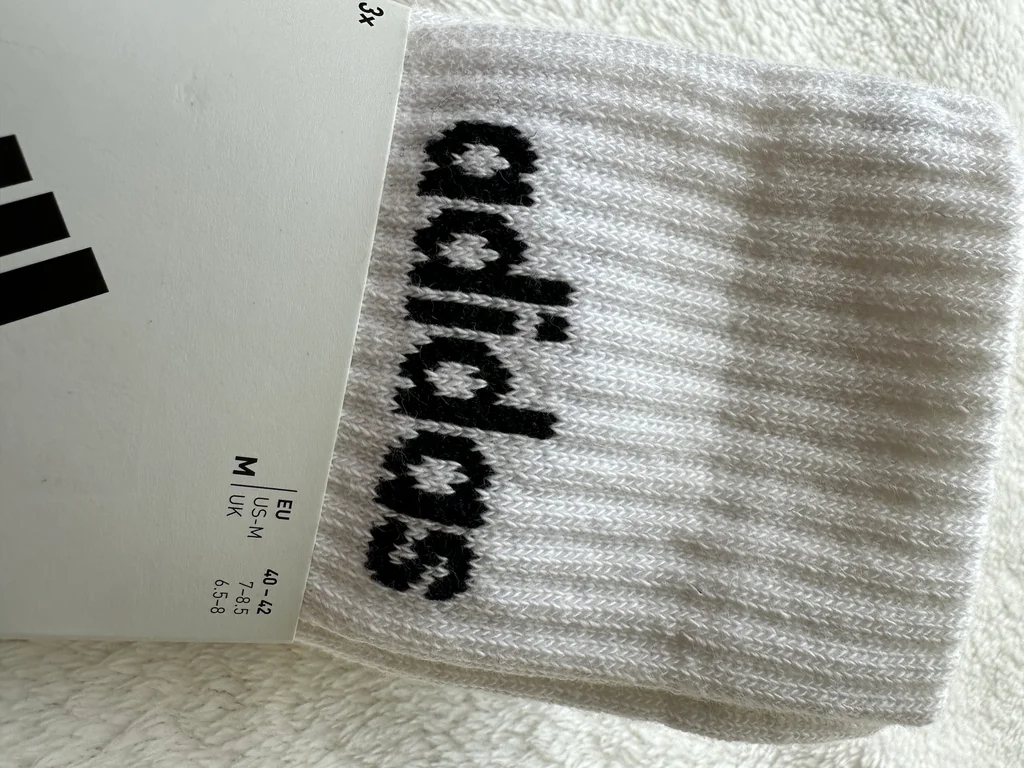 3x
adidas
M
EU 40-42
US-M 7-8.5
UK 6.5-8